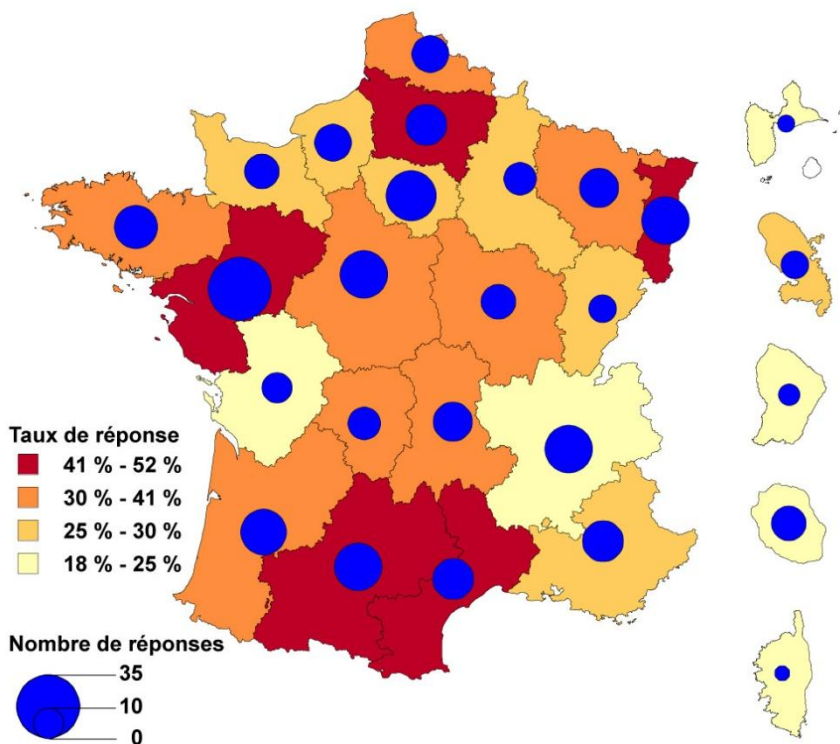 Taux de réponse
41 % - 52 %
30 % - 41 %
25 % - 30 %
18 % - 25 %
Nombre de réponses
35
10
0